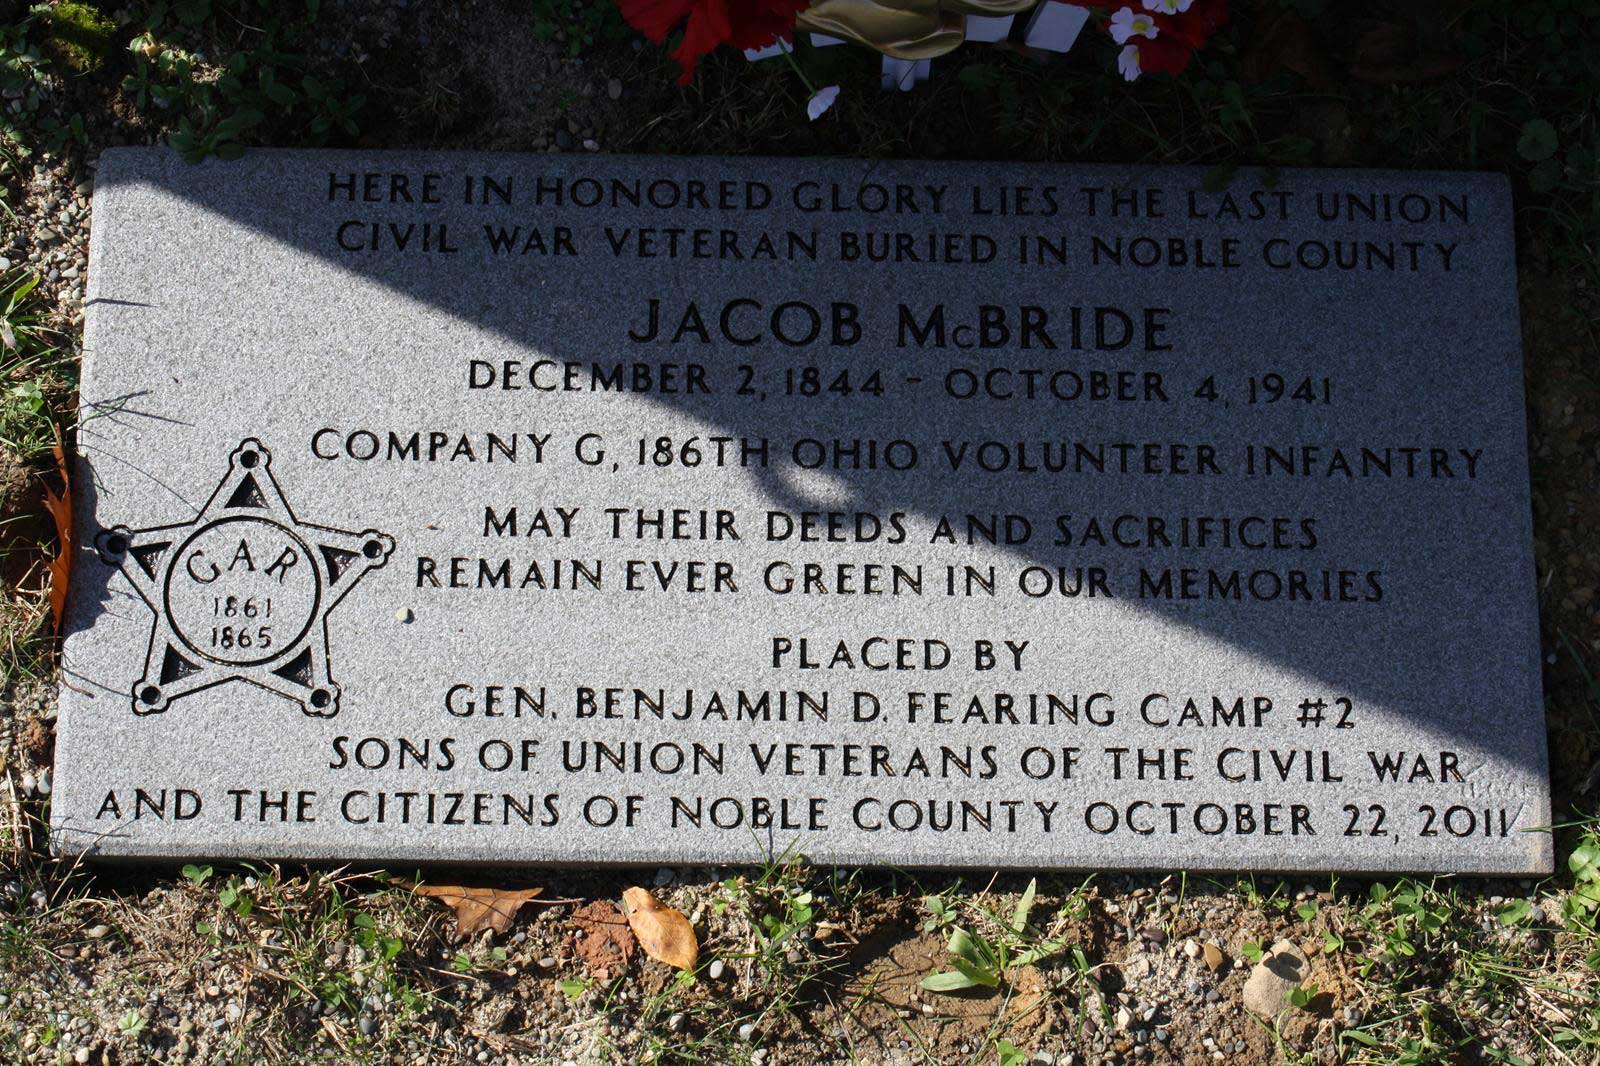 HERE IN HONORED GLORY LIES THE LAST UNION
CIVIL WAR VETERAN BURIED IN NOBLE COUNTY
JACOB McBRIDE
DECEMBER 2, 1844 - OCTOBER 4, 1941
COMPANY G, 186TH OHIO VOLUNTEER INFANTRY
MAY THEIR DEEDS AND SACRIFICES
REMAIN EVER GREEN IN OUR MEMORIES
GAR
1861
1865
PLACED BY
GEN. BENJAMIN D. FEARING CAMP #2
SONS OF UNION VETERANS OF THE CIVIL WAR
AND THE CITIZENS OF NOBLE COUNTY OCTOBER 22, 2011